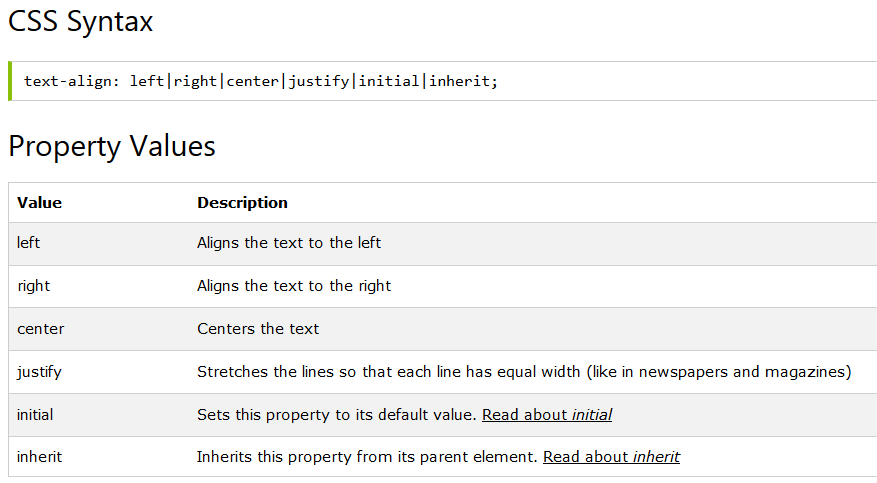 CSS Syntax
text-align: left|right|center|justify|initial|inherit;
Property Values
Value Description
left Aligns the text to the left
right Aligns the text to the right
center Centers the text
justify Stretches the lines so that each line has equal width (like in newspapers and magazines)
initial Sets this property to its default value. Read about initial
inherit Inherits this property from its parent element. Read about inherit